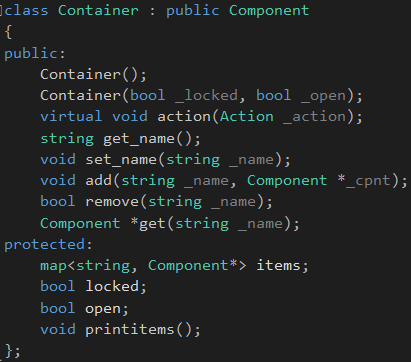 class Container : public Component
{
public:
    Container();
    Container(bool _locked, bool _open);
    virtual void action(Action _action);
    string get_name();
    void set_name(string _name);
    void add(string _name, Component *_cpnt);
    bool remove(string _name);
    Component *get(string _name);
protected:
    map<string, Component*> items;
    bool locked;
    bool open;
    void printitems();
};